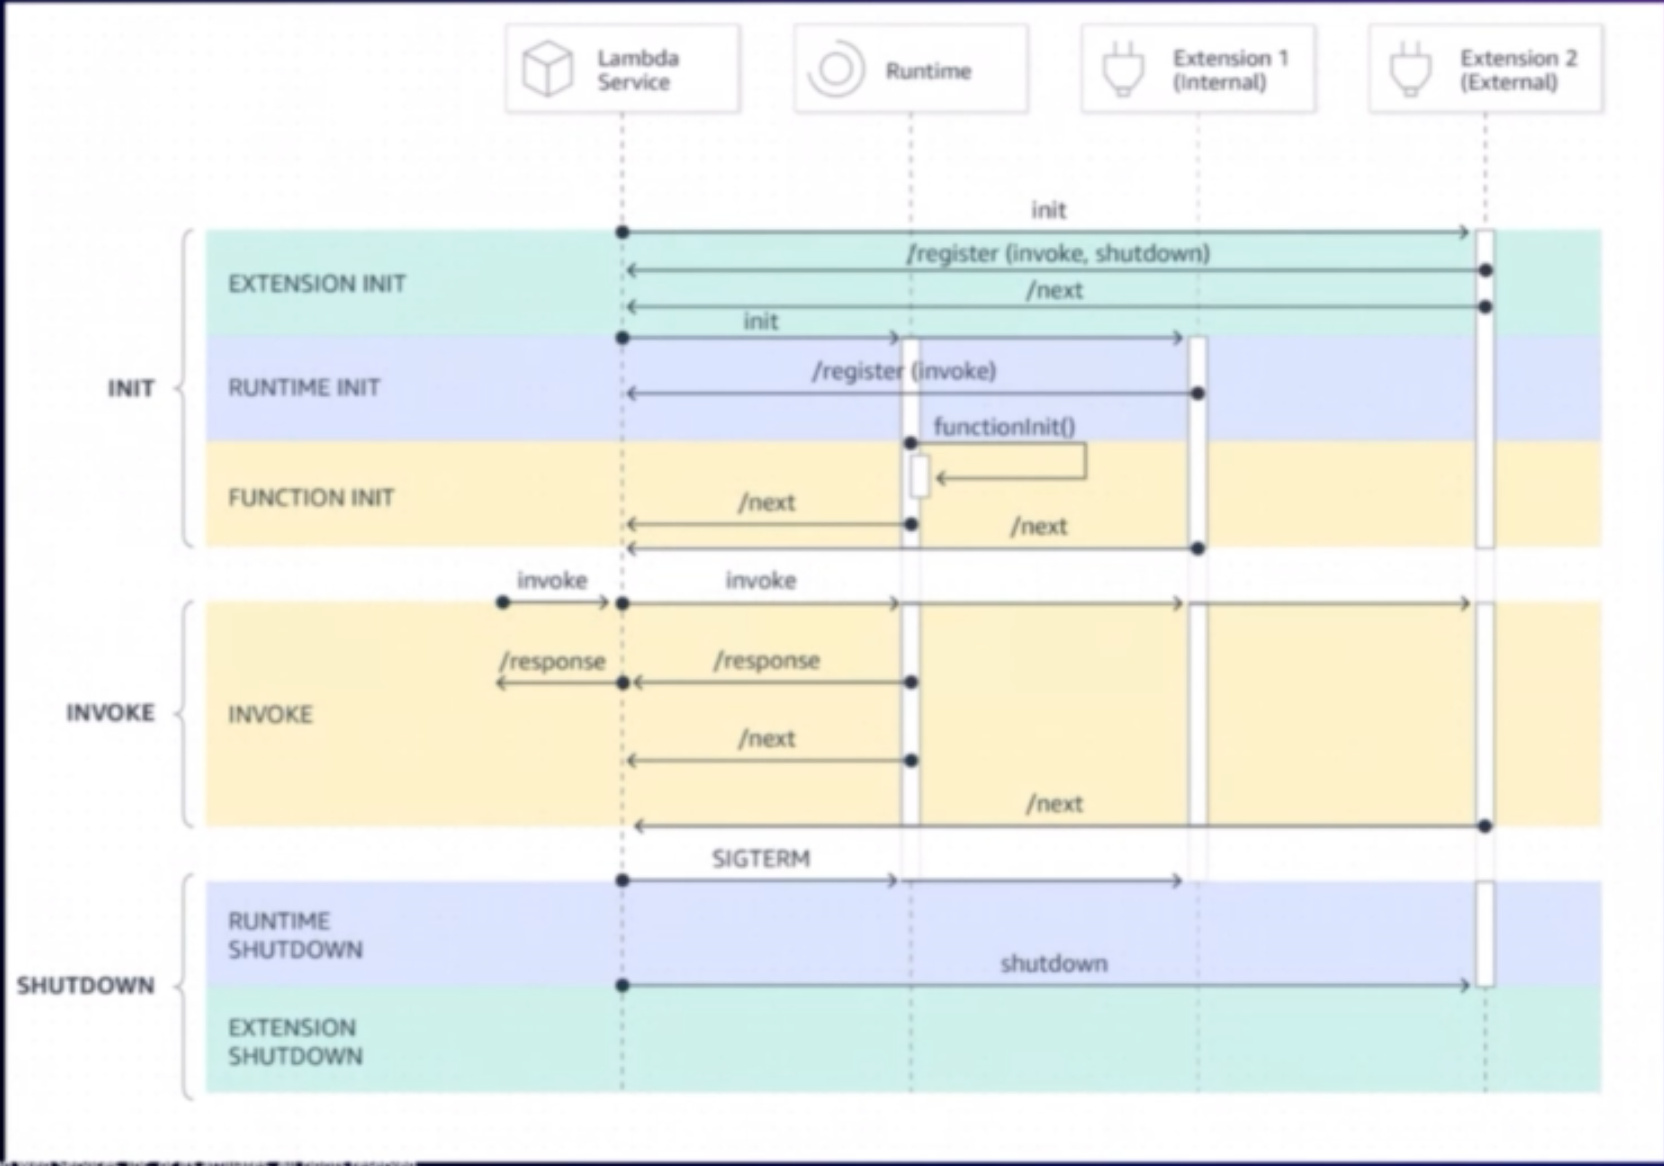 Lambda
Service
Runtime
Extension 1
(Internal)
Extension 2
(External)
init
/register (invoke, shutdown)
EXTENSION INIT
/next
init
/register (invoke)
INIT
RUNTIME INIT
functionInit()
FUNCTION INIT
/next
/next
invoke
invoke
/response
/response
INVOKE
INVOKE
/next
/next
SIGTERM
RUNTIME
SHUTDOWN
shutdown
SHUTDOWN
EXTENSION
SHUTDOWN